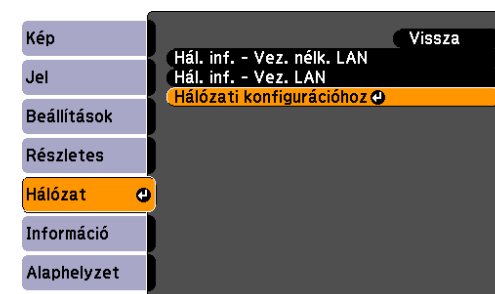 Kép
Jel
Beállítások
Részletes
Hálózat
Információ
Alaphelyzet
Vissza
Hál. inf. - Vez. nélk. LAN
Hál. inf. - Vez. LAN
Hálózati konfigurációhoz